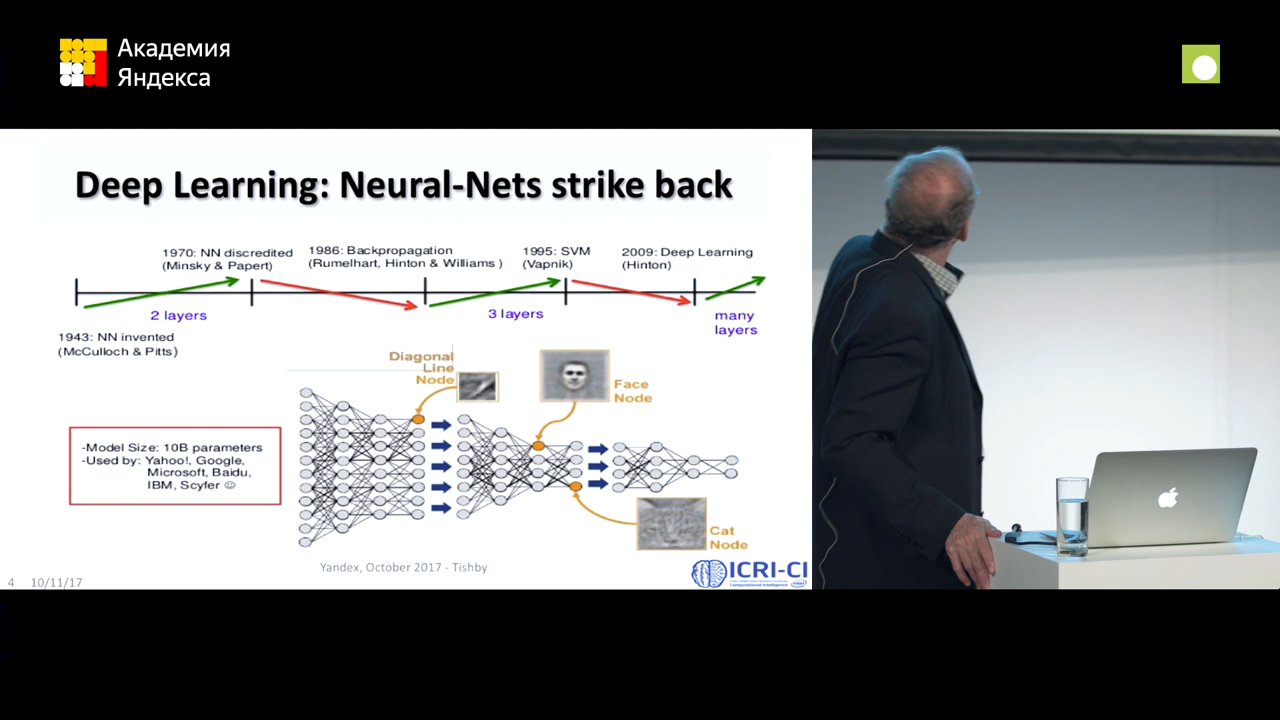 Академия
Яндекса
Deep Learning: Neural-Nets strike back
1970: NN discredited
(Minsky & Papert)
1986: Backpropagation
(Rumelhart, Hinton & Williams )
1995: SVM
(Vapnik)
2009: Deep Learning
(Hinton)
2 layers
3 layers
many
layers
1943: NN invented
(McCulloch & Pitts)
Diagonal
Line
Node
Face
Node
-Model Size: 10B parameters
-Used by: Yahoo!, Google,
Microsoft, Baidu,
IBM, Scyfer ☺
Cat
Node
Yandex, October 2017 - Tishby
4 10/11/17
ICRI-CI
Computational Intelligence